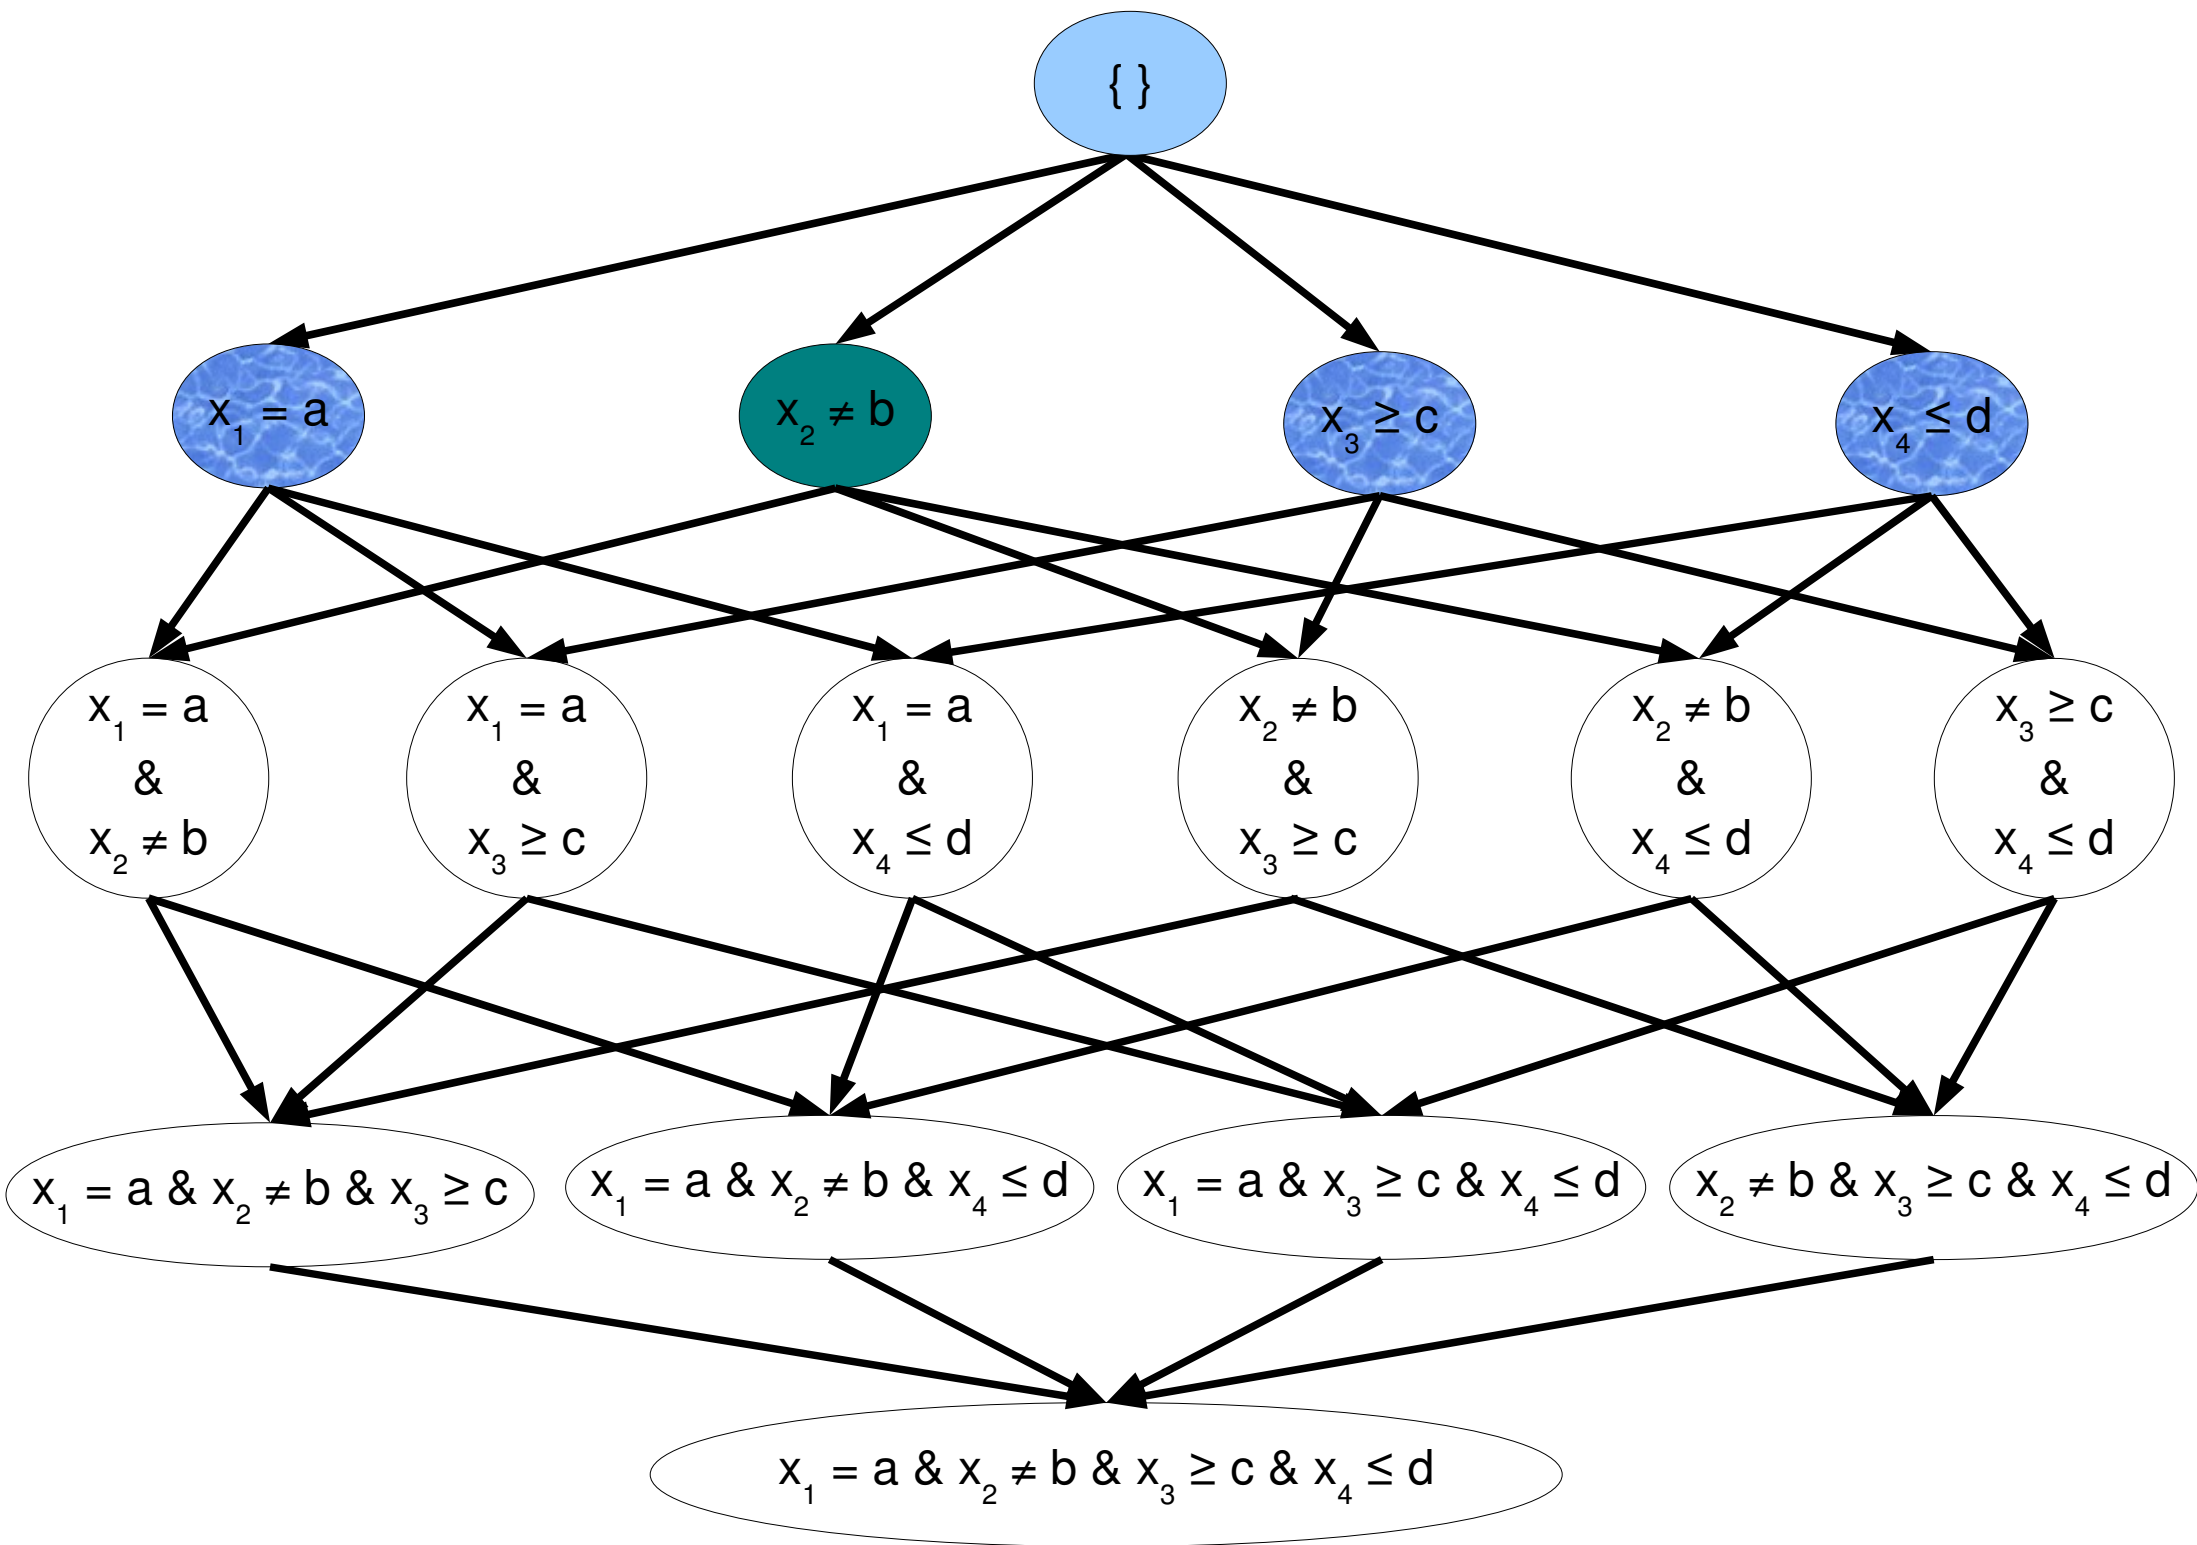 { }
x₁ = a
x₂ ≠ b
x₃ ≥ c
x₄ ≤ d
x₁ = a
&
x₂ ≠ b
x₁ = a
&
x₃ ≥ c
x₁ = a
&
x₄ ≤ d
x₂ ≠ b
&
x₃ ≥ c
x₂ ≠ b
&
x₄ ≤ d
x₃ ≥ c
&
x₄ ≤ d
x₁ = a & x₂ ≠ b & x₃ ≥ c
x₁ = a & x₂ ≠ b & x₄ ≤ d
x₁ = a & x₃ ≥ c & x₄ ≤ d
x₂ ≠ b & x₃ ≥ c & x₄ ≤ d
x₁ = a & x₂ ≠ b & x₃ ≥ c & x₄ ≤ d